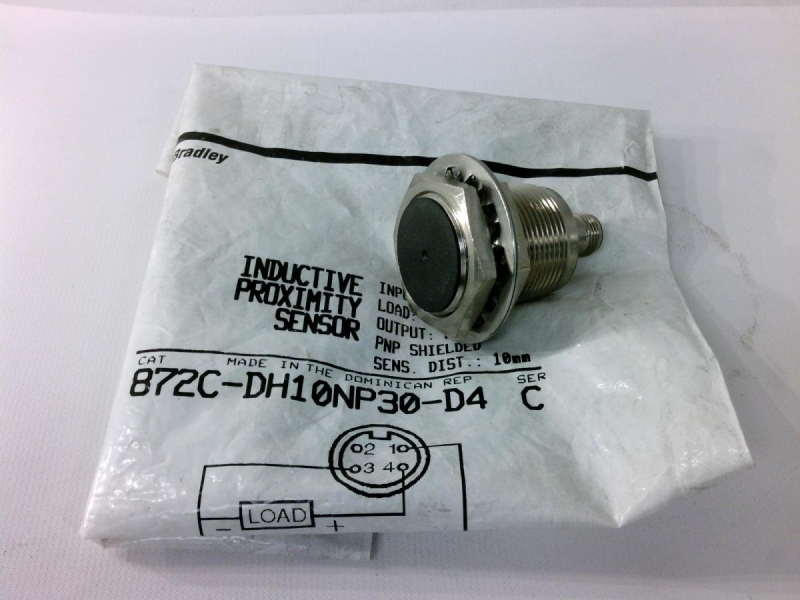 Bradley
INDUCTIVE
PROXIMITY
SENSOR
LOAD:
OUTPUT:
PNP SHIELDED
SENS. DIST.: 10mm
CAT MADE IN THE DOMINICAN REP SER
872C-DH10NP30-D4 C
2 1
3 4
LOAD
- +